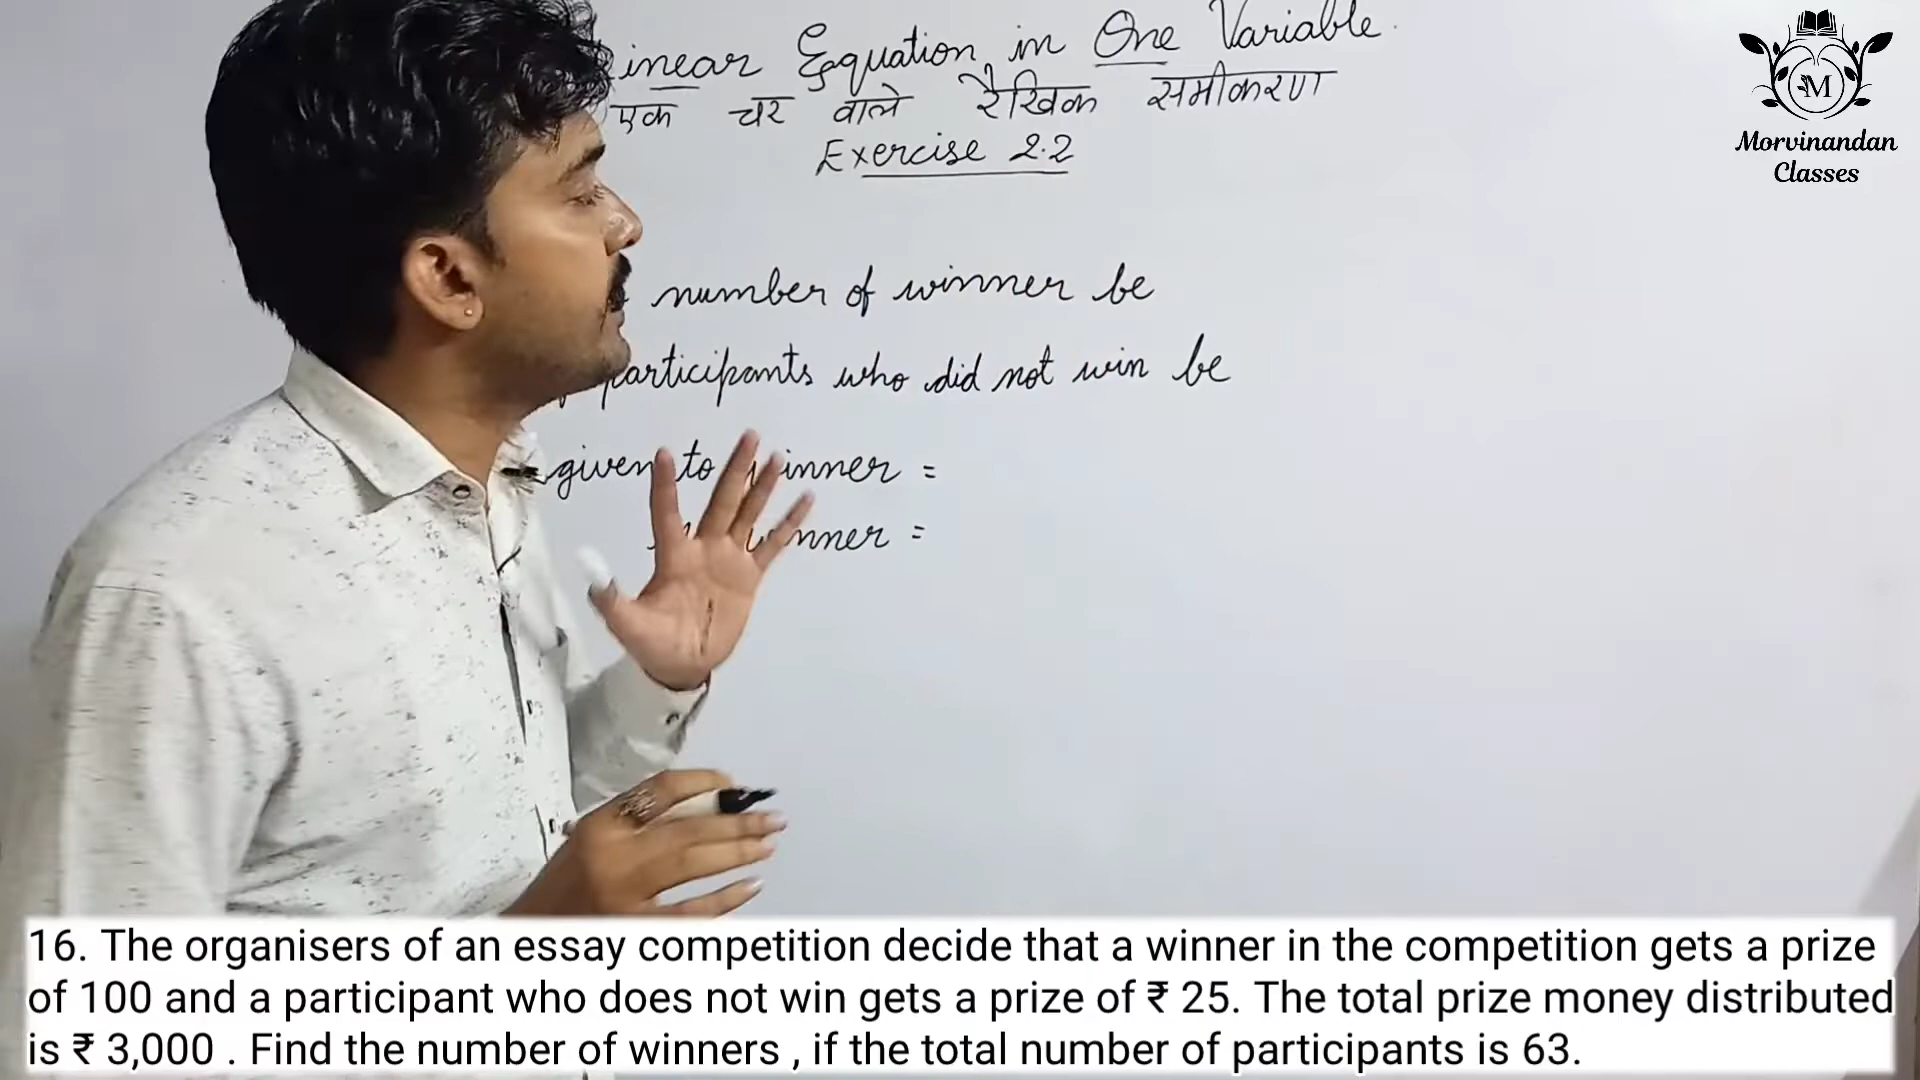 inear Equation in One Variable.
एक चर वाले रैखिक समीकरण
Exercise 2.2
number of winner be
participants who did not win be
given to winner =
winner =
M
Morvinandan
Classes
16. The organisers of an essay competition decide that a winner in the competition gets a prize
of 100 and a participant who does not win gets a prize of ₹ 25. The total prize money distributed
is ₹ 3,000 . Find the number of winners , if the total number of participants is 63.